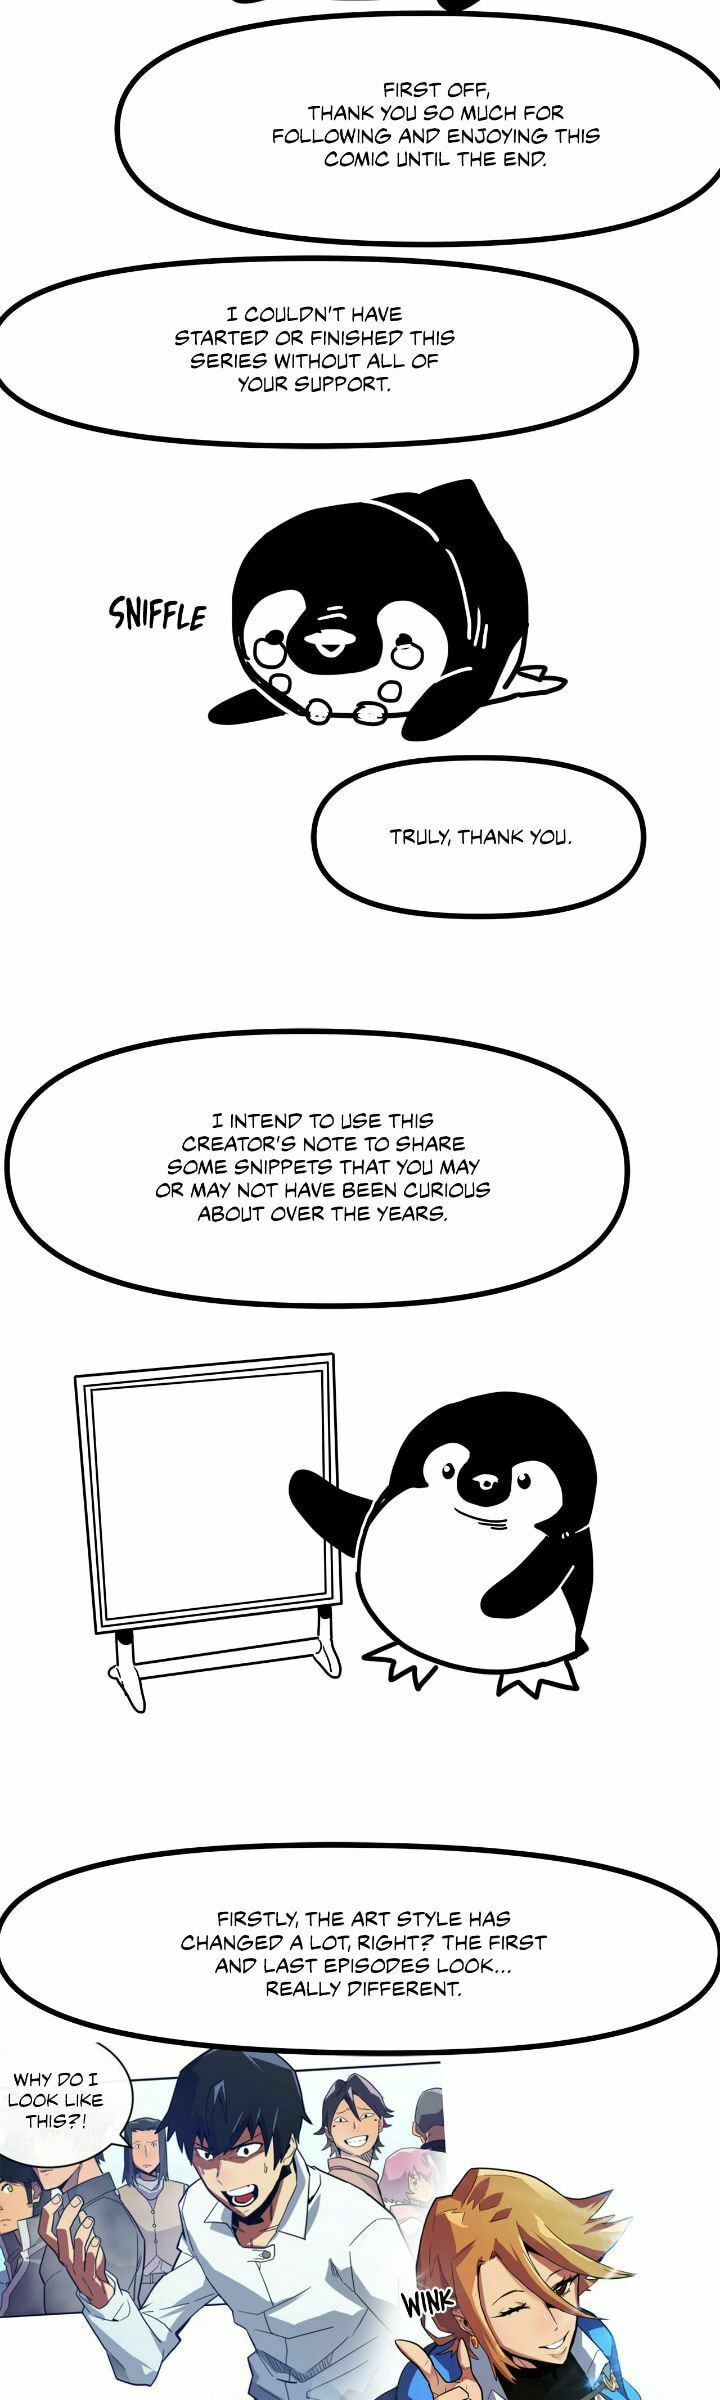 FIRST OFF,
THANK YOU SO MUCH FOR
FOLLOWING AND ENJOYING THIS
COMIC UNTIL THE END.
I COULDN'T HAVE
STARTED OR FINISHED THIS
SERIES WITHOUT ALL OF
YOUR SUPPORT.
SNIFFLE
TRULY, THANK YOU.
I INTEND TO USE THIS
CREATOR'S NOTE TO SHARE
SOME SNIPPETS THAT YOU MAY
OR MAY NOT HAVE BEEN CURIOUS
ABOUT OVER THE YEARS.
FIRSTLY, THE ART STYLE HAS
CHANGED A LOT, RIGHT? THE FIRST
AND LAST EPISODES LOOK...
REALLY DIFFERENT.
WHY DO I
LOOK LIKE
THIS?!
WINK